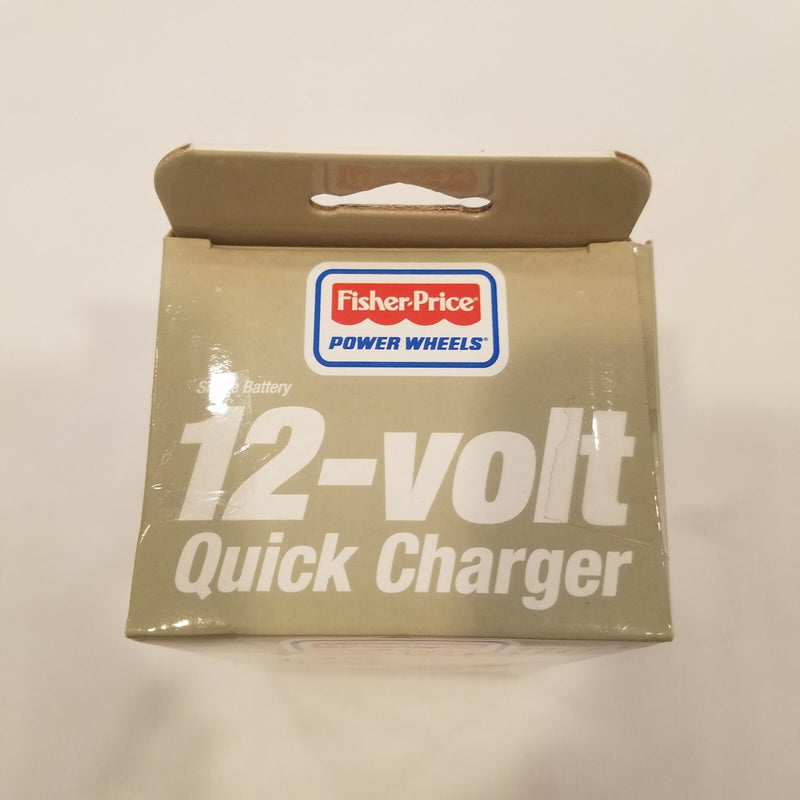 Fisher-Price®
POWER WHEELS®
Battery
12-volt
Quick Charger